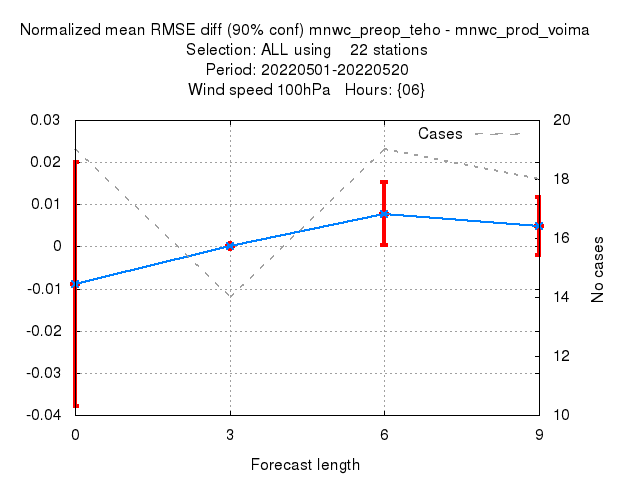 Normalized mean RMSE diff (90% conf) mnwc_preop_teho - mnwc_prod_voima
Selection: ALL using    22 stations
Period: 20220501-20220520
Wind speed 100hPa   Hours: {06}
Cases
0.03
0.02
0.01
0
-0.01
-0.02
-0.03
-0.04
20
18
16
14
12
10
No cases
0 3 6 9
Forecast length